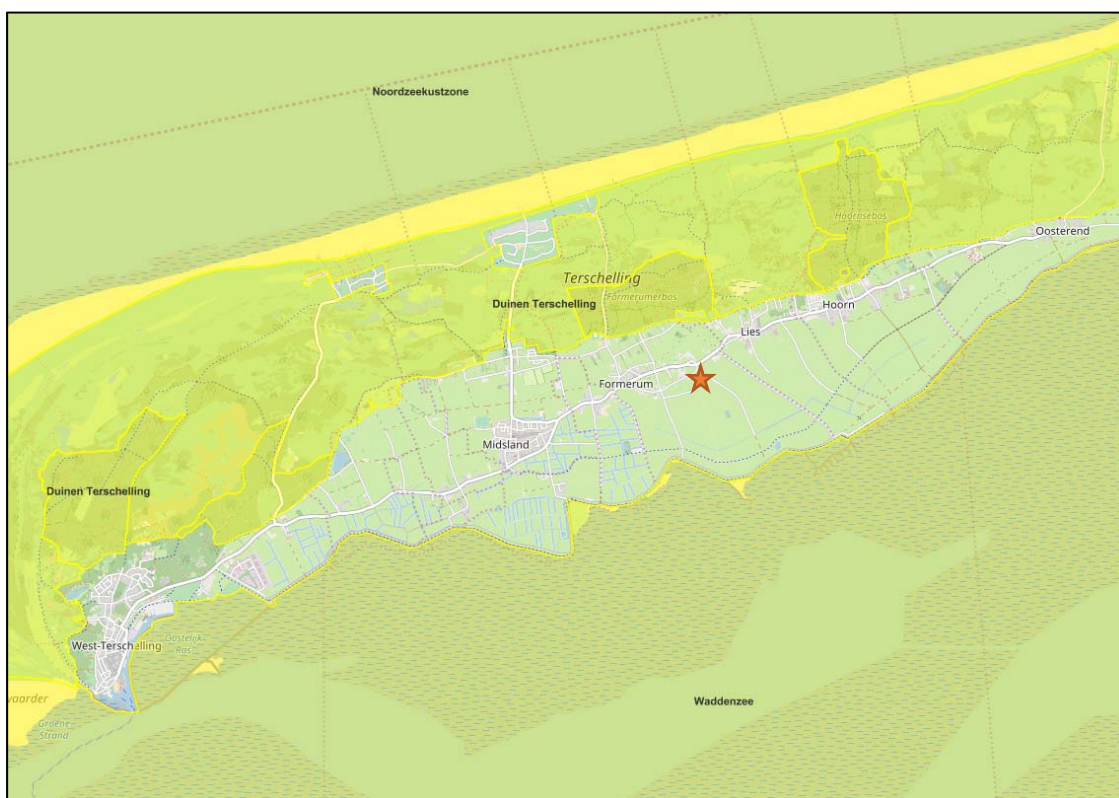 Noordzeekustzone
Hoornsebos
Oosterend
Terschelling
Formerumerbos
Duinen Terschelling
Hoorn
Lies
Formerum
Midsland
Duinen Terschelling
West-Terschelling
Oostelijk
Ras
vaarder
Groene
Strand
Waddenzee